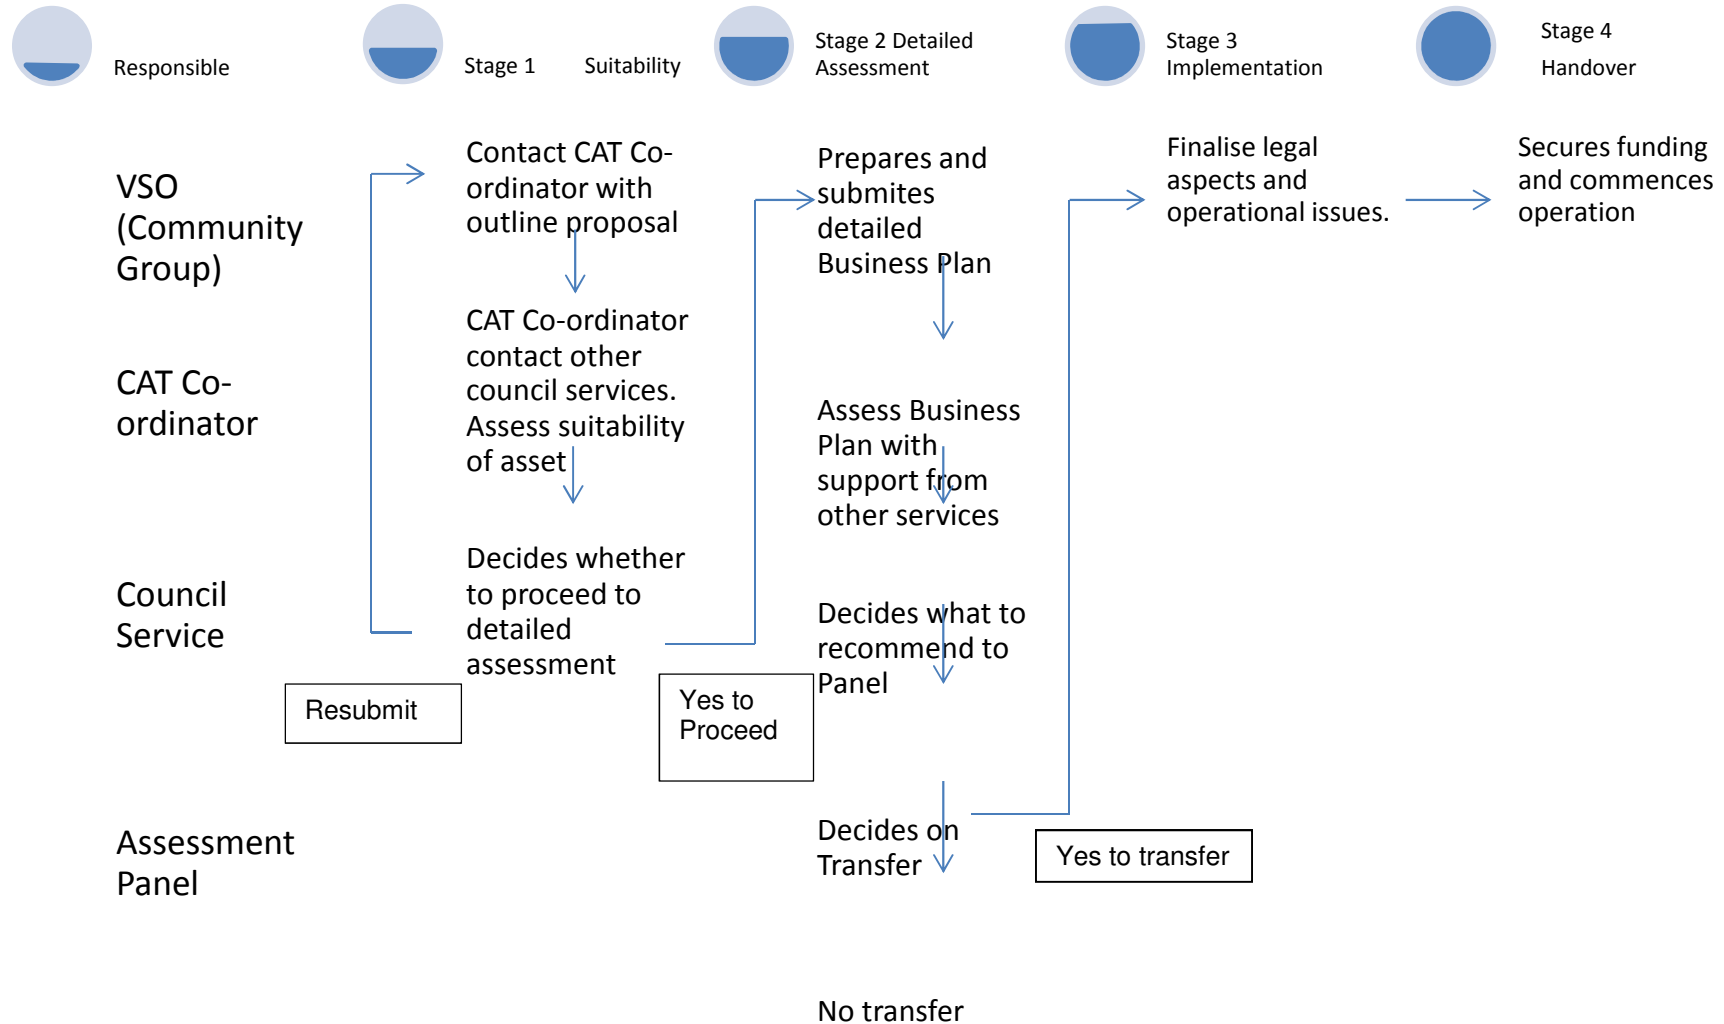 Responsible
Stage 1 Suitability
Stage 2 Detailed
Assessment
Stage 3
Implementation
Stage 4
Handover
VSO
(Community
Group)
CAT Co-
ordinator
Council
Service
Assessment
Panel
Contact CAT Co-
ordinator with
outline proposal
CAT Co-ordinator
contact other
council services.
Assess suitability
of asset
Decides whether
to proceed to
detailed
assessment
Resubmit
Yes to
Proceed
Prepares and
submites
detailed
Business Plan
Assess Business
Plan with
support from
other services
Decides what to
recommend to
Panel
Decides on
Transfer
No transfer
Yes to transfer
Finalise legal
aspects and
operational issues.
Secures funding
and commences
operation